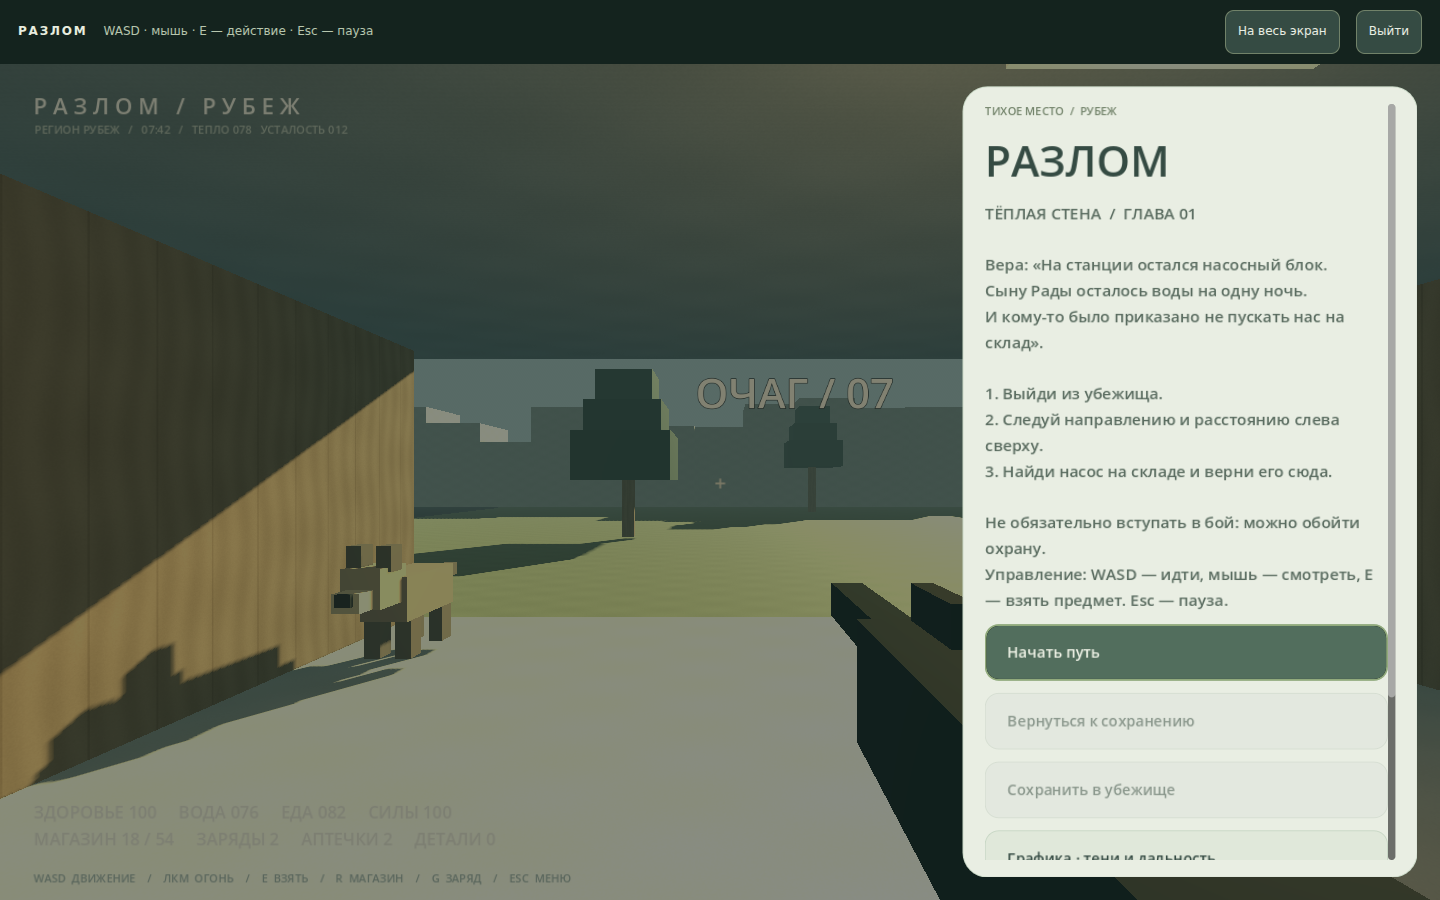 РАЗЛОМ WASD · мышь · E — действие · Esc — пауза
На весь экран
Выйти
РАЗЛОМ / РУБЕЖ
РЕГИОН РУБЕЖ / 07:42 / ТЕПЛО 078 УСТАЛОСТЬ 012
ОЧАГ / 07
ТИХОЕ МЕСТО / РУБЕЖ
РАЗЛОМ
ТЁПЛАЯ СТЕНА / ГЛАВА 01
Вера: «На станции остался насосный блок.
Сыну Рады осталось воды на одну ночь.
И кому-то было приказано не пускать нас на
склад».
1. Выйди из убежища.
2. Следуй направлению и расстоянию слева
сверху.
3. Найди насос на складе и верни его сюда.
Не обязательно вступать в бой: можно обойти
охрану.
Управление: WASD — идти, мышь — смотреть, E
— взять предмет. Esc — пауза.
Начать путь
Вернуться к сохранению
Сохранить в убежище
Графика · тени и дальность
ЗДОРОВЬЕ 100 ВОДА 076 ЕДА 082 СИЛЫ 100
МАГАЗИН 18 / 54 ЗАРЯДЫ 2 АПТЕЧКИ 2 ДЕТАЛИ 0
WASD ДВИЖЕНИЕ / ЛКМ ОГОНЬ / E ВЗЯТЬ / R МАГАЗИН / G ЗАРЯД / ESC МЕНЮ